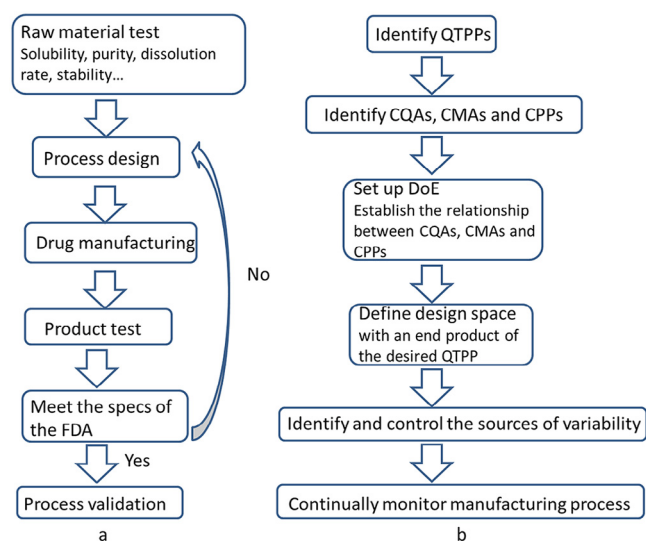 Raw material test
Solubility, purity, dissolution
rate, stability...
Process design
Drug manufacturing
Product test
Meet the specs of
the FDA
No
Yes
Process validation
a
Identify QTPPs
Identify CQAs, CMAs and CPPs
Set up DoE
Establish the relationship
between CQAs, CMAs and
CPPs
Define design space
with an end product of
the desired QTPP
Identify and control the sources of variability
Continually monitor manufacturing process
b